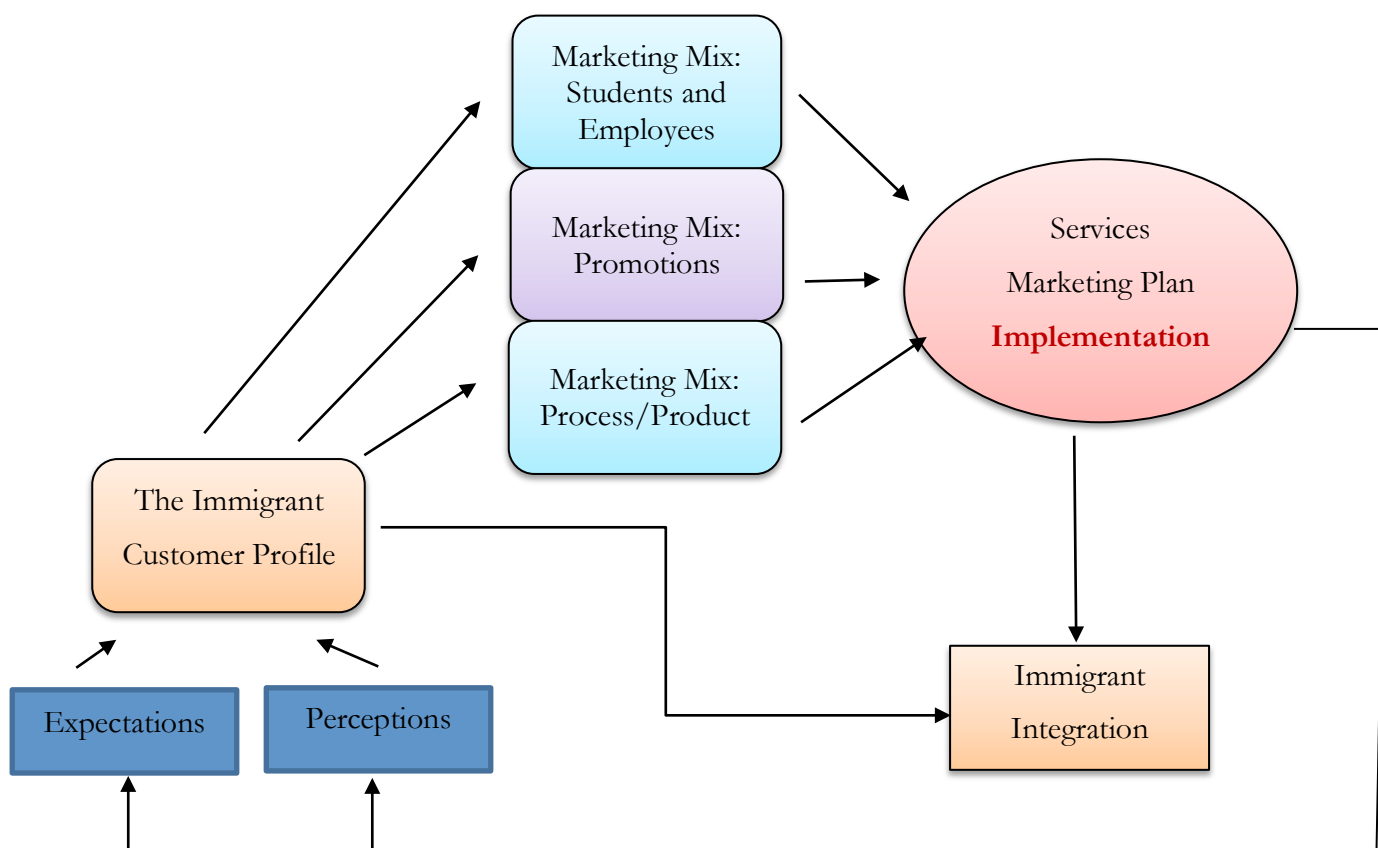 Marketing Mix:
Students and
Employees
Marketing Mix:
Promotions
Marketing Mix:
Process/Product
Services
Marketing Plan
Implementation
The Immigrant
Customer Profile
Expectations
Perceptions
Immigrant
Integration